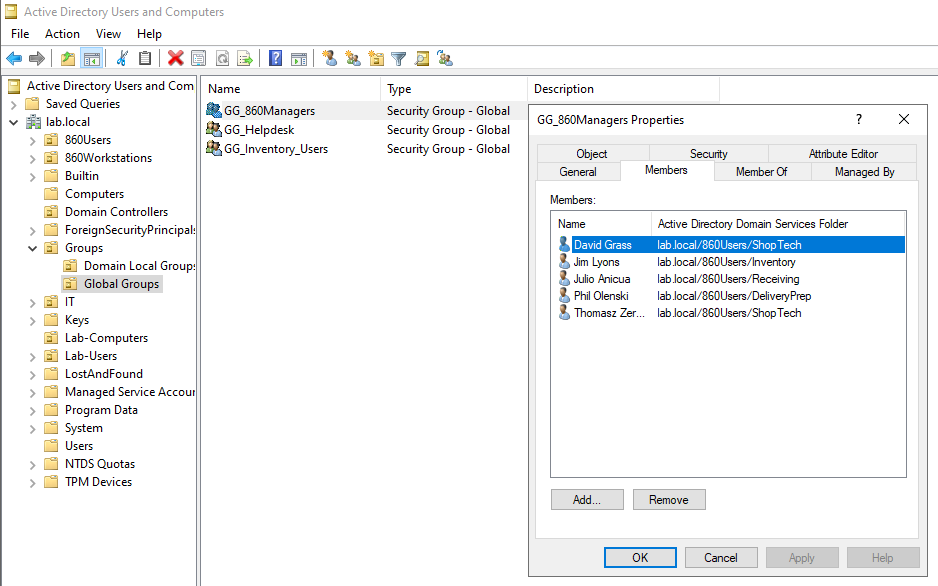 Active Directory Users and Computers
File Action View Help
Active Directory Users and Com
Saved Queries
lab.local
860Users
860Workstations
Builtin
Computers
Domain Controllers
ForeignSecurityPrincipals
Groups
Domain Local Groups
Global Groups
IT
Keys
Lab-Computers
Lab-Users
LostAndFound
Managed Service Accour
Program Data
System
Users
NTDS Quotas
TPM Devices
Name Type Description
GG_860Managers Security Group - Global
GG_Helpdesk Security Group - Global
GG_Inventory_Users Security Group - Global
GG_860Managers Properties
Object Security Attribute Editor
General Members Member Of Managed By
Members:
Name Active Directory Domain Services Folder
David Grass lab.local/860Users/ShopTech
Jim Lyons lab.local/860Users/Inventory
Julio Anicua lab.local/860Users/Receiving
Phil Olenski lab.local/860Users/DeliveryPrep
Thomasz Zer... lab.local/860Users/ShopTech
Add... Remove
OK Cancel Apply Help